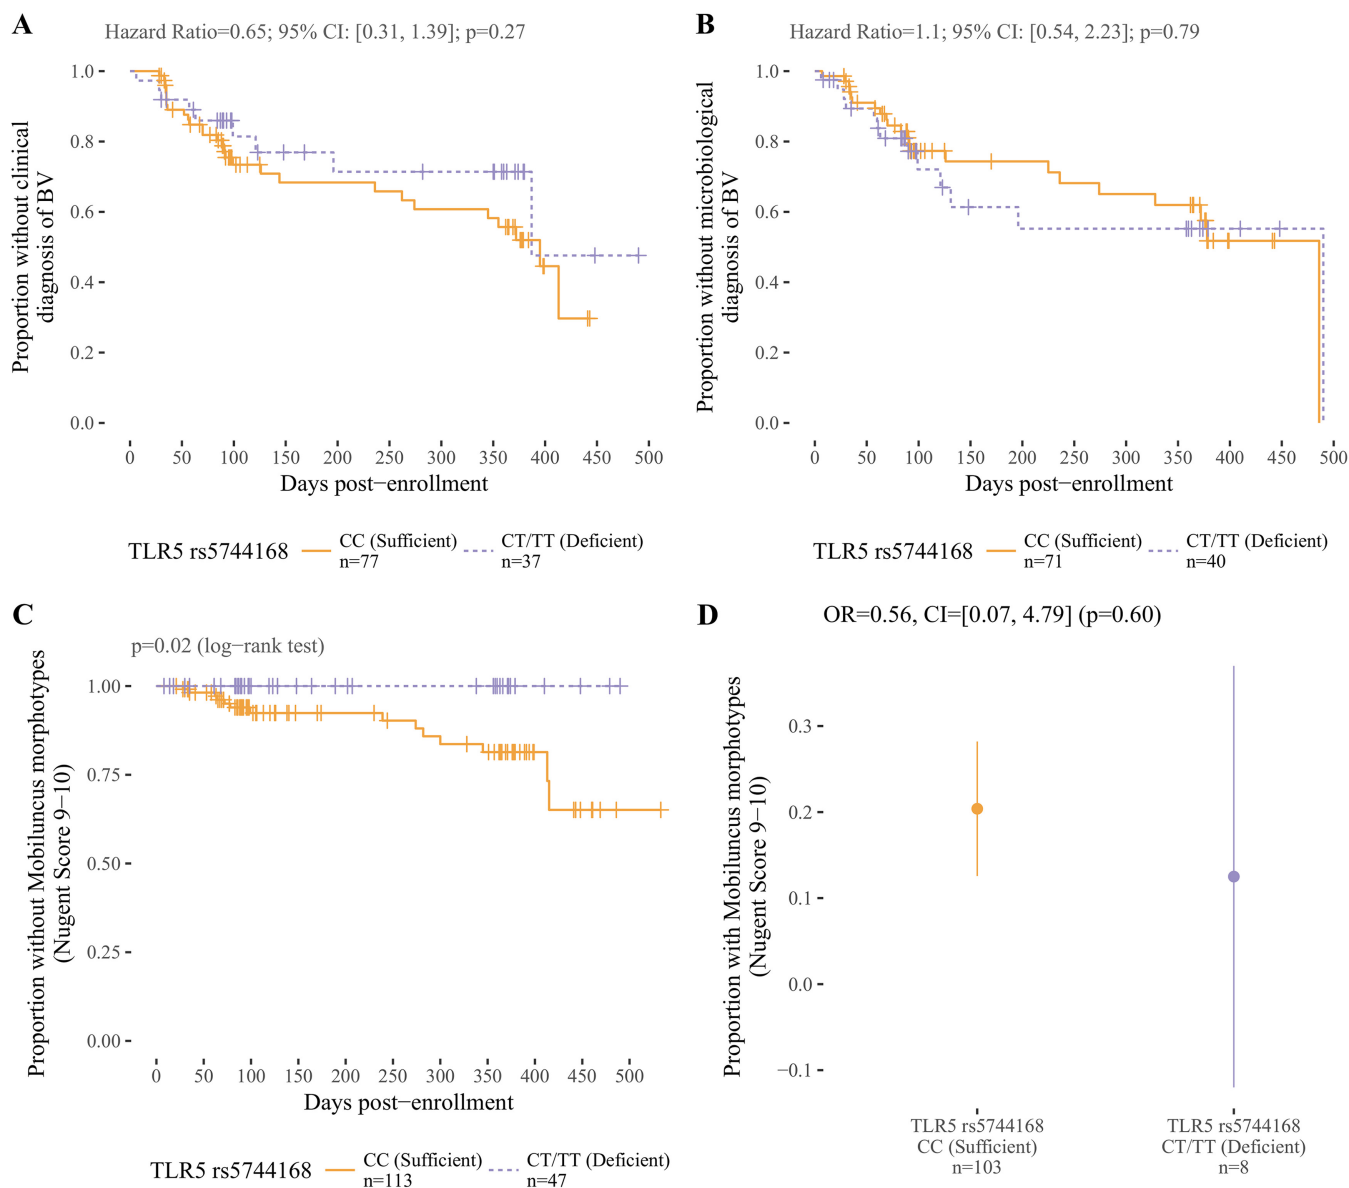 A
Hazard Ratio=0.65; 95% CI: [0.31, 1.39]; p=0.27
Proportion without clinical
diagnosis of BV
1.0
0.8
0.6
0.4
0.2
0.0
0 50 100 150 200 250 300 350 400 450 500
Days post−enrollment
TLR5 rs5744168
CC (Sufficient)
n=77
CT/TT (Deficient)
n=37
B
Hazard Ratio=1.1; 95% CI: [0.54, 2.23]; p=0.79
Proportion without microbiological
diagnosis of BV
1.0
0.8
0.6
0.4
0.2
0.0
0 50 100 150 200 250 300 350 400 450 500
Days post−enrollment
TLR5 rs5744168
CC (Sufficient)
n=71
CT/TT (Deficient)
n=40
C
p=0.02 (log−rank test)
Proportion without Mobiluncus morphotypes
(Nugent Score 9−10)
1.00
0.75
0.50
0.25
0.00
0 50 100 150 200 250 300 350 400 450 500
Days post−enrollment
TLR5 rs5744168
CC (Sufficient)
n=113
CT/TT (Deficient)
n=47
D
OR=0.56, CI=[0.07, 4.79] (p=0.60)
Proportion with Mobiluncus morphotypes
(Nugent Score 9−10)
0.3
0.2
0.1
0.0
−0.1
TLR5 rs5744168
CC (Sufficient)
n=103
TLR5 rs5744168
CT/TT (Deficient)
n=8